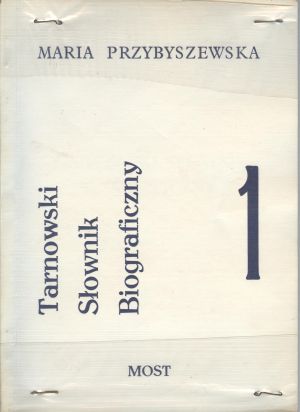 MARIA PRZYBYSZEWSKA
Tarnowski
Słownik
Biograficzny
1
MOST